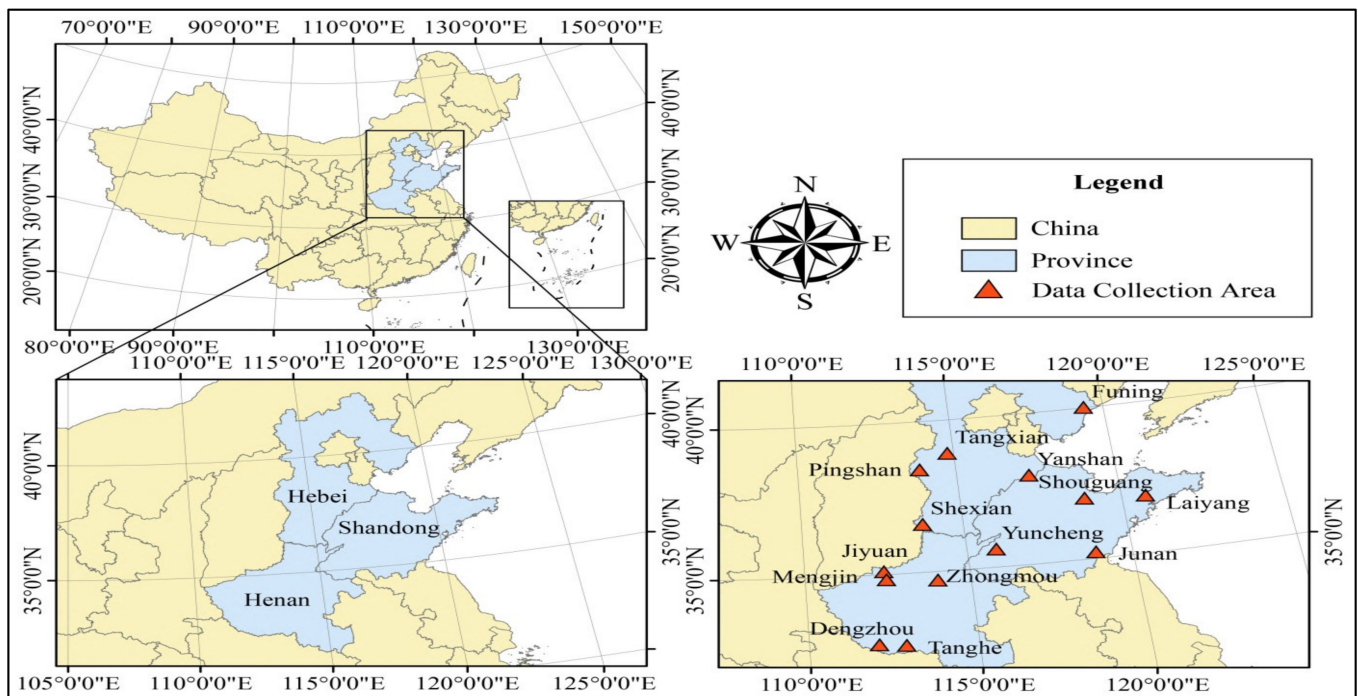 70°0'0"E 90°0'0"E 110°0'0"E 130°0'0"E 150°0'0"E
40°0'0"N
30°0'0"N
20°0'0"N
40°0'0"N
30°0'0"N
20°0'0"N
80°0'0"E 90°0'0"E 110°0'0"E 130°0'0"E
N
W E
S
Legend
China
Province
Data Collection Area
110°0'0"E 115°0'0"E 120°0'0"E 125°0'0"E 130°0'0"E
40°0'0"N
35°0'0"N
40°0'0"N
35°0'0"N
Hebei
Shandong
Henan
105°0'0"E 110°0'0"E 115°0'0"E 120°0'0"E 125°0'0"E
110°0'0"E 115°0'0"E 120°0'0"E 125°0'0"E
40°0'0"N
35°0'0"N
35°0'0"N
Funing
Tangxian
Pingshan
Yanshan
Shouguang
Laiyang
Shexian
Yuncheng
Jiyuan
Junan
Mengjin
Zhongmou
Dengzhou
Tanghe
110°0'0"E 115°0'0"E 120°0'0"E